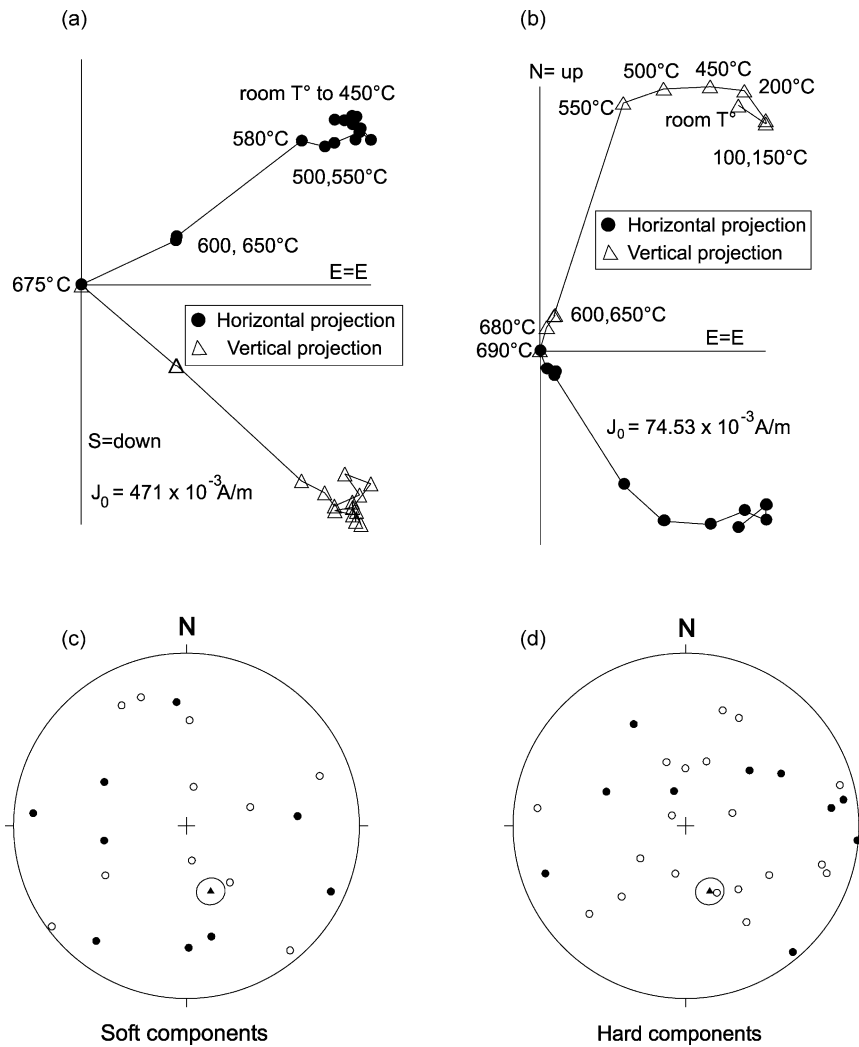 (a)
room T° to 450°C
580°C
500,550°C
600, 650°C
E=E
675°C
Horizontal projection
Vertical projection
S=down
J0 = 471 x 10-3A/m
(b)
N= up
500°C
450°C
200°C
550°C
room T°
100,150°C
Horizontal projection
Vertical projection
680°C
600,650°C
690°C
E=E
J0 = 74.53 x 10-3A/m
(c)
N
Soft components
(d)
N
Hard components